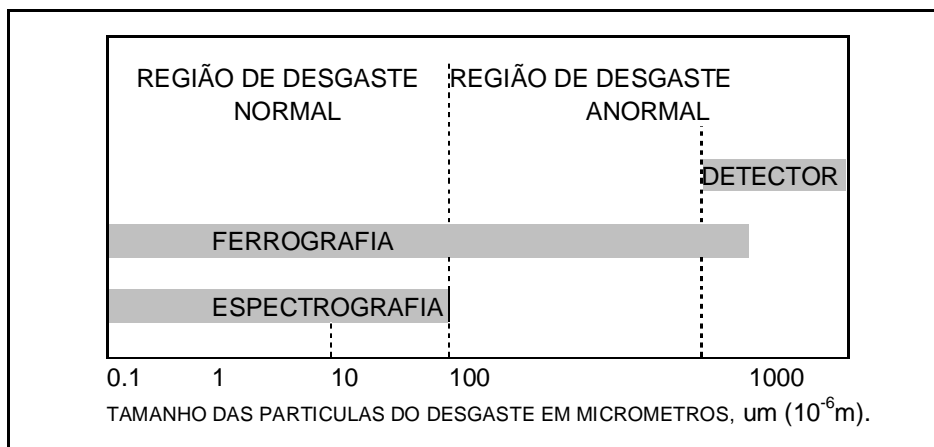 REGIÃO DE DESGASTE NORMAL
REGIÃO DE DESGASTE ANORMAL
DETECTOR
FERROGRAFIA
ESPECTROGRAFIA
0.1 1 10 100 1000
TAMANHO DAS PARTICULAS DO DESGASTE EM MICROMETROS, um (10⁻⁶m).